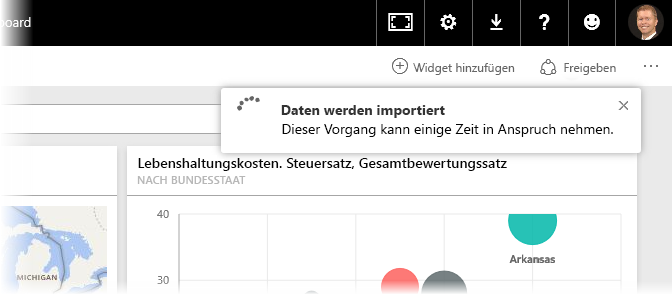 oard
?
Widget hinzufügen Freigeben ...
Daten werden importiert
Dieser Vorgang kann einige Zeit in Anspruch nehmen.
Lebenshaltungskosten. Steuersatz, Gesamtbewertungssatz
NACH BUNDESSTAAT
40
Arkansas
30
MICHIGAN